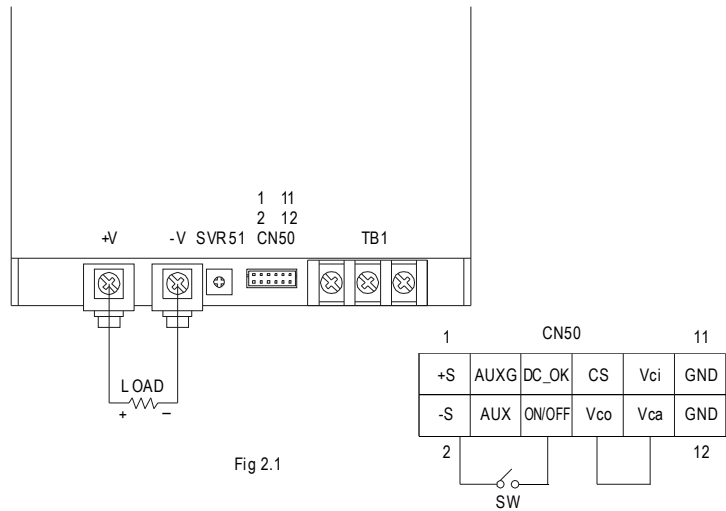 1 11
2 12
+V -V SVR51 CN50 TB1
LOAD
+ −
Fig 2.1
1 CN50 11
+S AUXG DC_OK CS Vci GND
-S AUX ON/OFF Vco Vca GND
2 12
SW